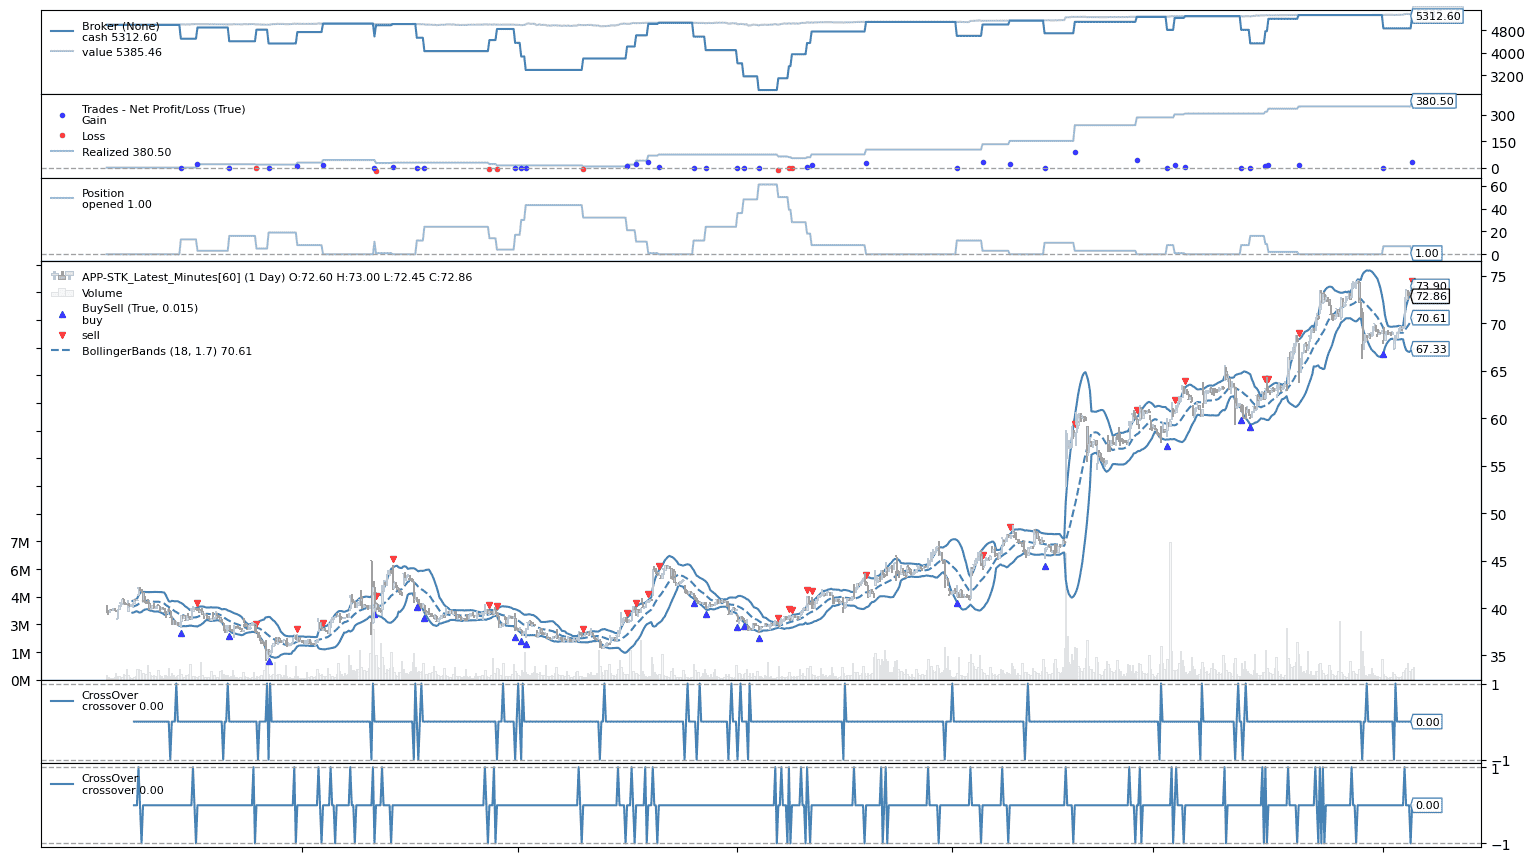 Broker (None)
cash 5312.60
value 5385.46
5312.60
4800
4000
3200
Trades - Net Profit/Loss (True)
Gain
Loss
Realized 380.50
380.50
300
150
0
Position
opened 1.00
60
40
20
0
1.00
APP-STK_Latest_Minutes[60] (1 Day) O:72.60 H:73.00 L:72.45 C:72.86
Volume
BuySell (True, 0.015)
buy
sell
BollingerBands (18, 1.7) 70.61
75
73.90
72.86
70.61
70
67.33
65
60
55
50
45
40
35
7M
6M
4M
3M
1M
0M
CrossOver
crossover 0.00
1
0.00
−1
CrossOver
crossover 0.00
1
0.00
−1